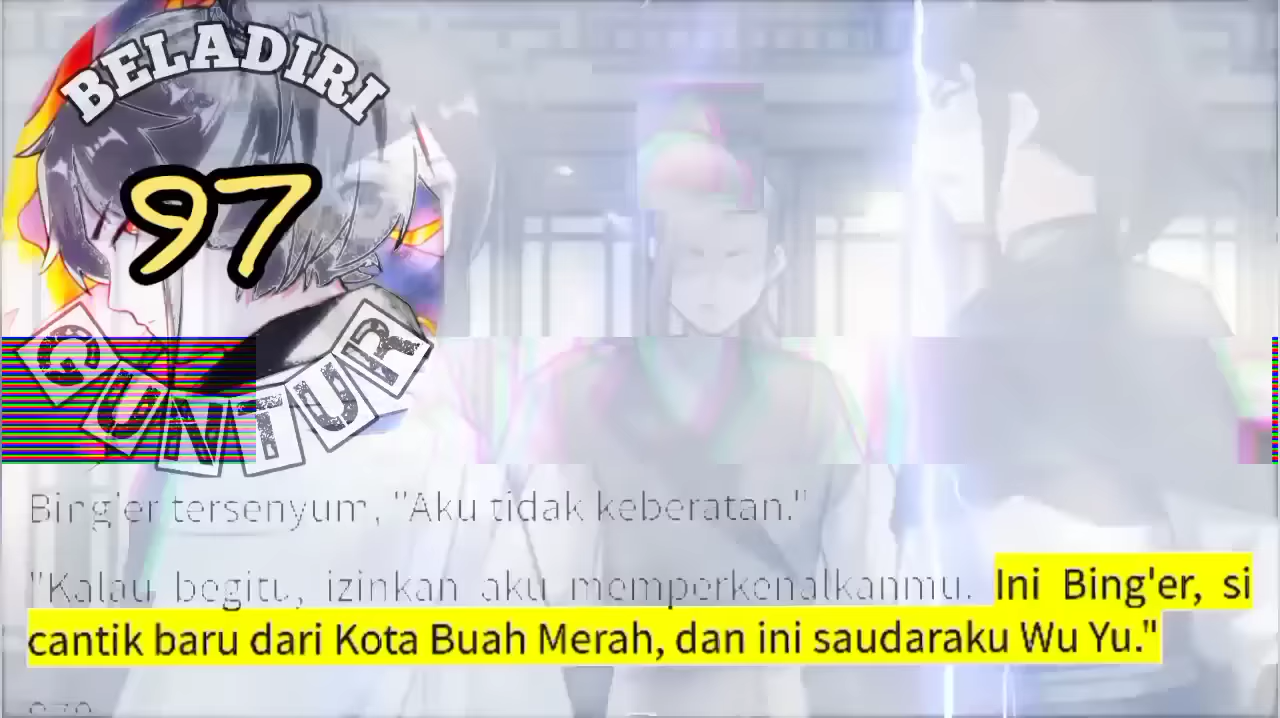 BELADIRI
97
GUNTUR
Bing'er tersenyum, "Aku tidak keberatan."
"Kalau begitu, izinkan aku memperkenalkanmu. Ini Bing'er, si
cantik baru dari Kota Buah Merah, dan ini saudaraku Wu Yu."